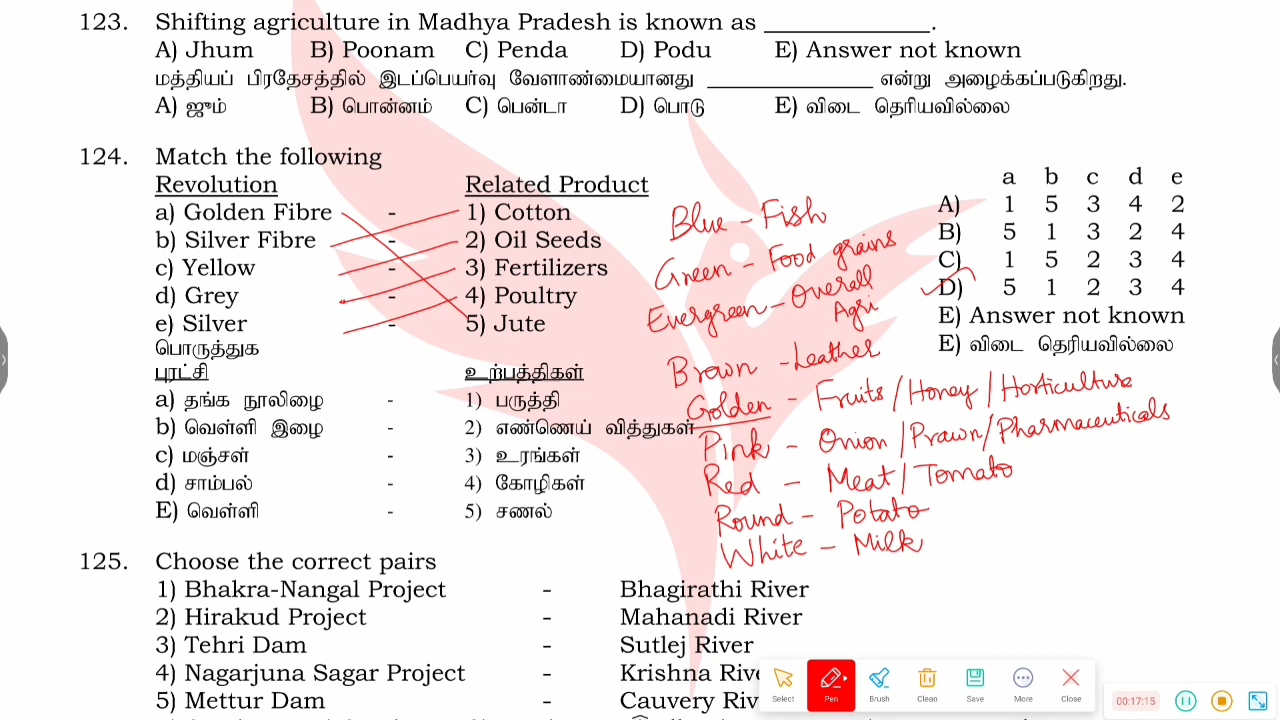 123. Shifting agriculture in Madhya Pradesh is known as ____________.
A) Jhum B) Poonam C) Penda D) Podu E) Answer not known
மத்தியப் பிரதேசத்தில் இடப்பெயர்வு வேளாண்மையானது ____________ என்று அழைக்கப்படுகிறது.
A) ஜும் B) பொன்னம் C) பென்டா D) பொடு E) விடை தெரியவில்லை
124. Match the following
Revolution Related Product
a) Golden Fibre - 1) Cotton
b) Silver Fibre - 2) Oil Seeds
c) Yellow - 3) Fertilizers
d) Grey - 4) Poultry
e) Silver - 5) Jute
பொருத்துக
புரட்சி உற்பத்திகள்
a) தங்க நூலிழை - 1) பருத்தி
b) வெள்ளி இழை - 2) எண்ணெய் வித்துகள்
c) மஞ்சள் - 3) உரங்கள்
d) சாம்பல் - 4) கோழிகள்
E) வெள்ளி - 5) சணல்
Blue - Fish
Green - Food grains
Evergreen - Overall
Agri
Brown - Leather
Golden - Fruits / Honey / Horticulture
Pink - Onion / Prawn / Pharmaceuticals
Red - Meat / Tomato
Round - Potato
White - Milk
a b c d e
A) 1 5 3 4 2
B) 5 1 3 2 4
C) 1 5 2 3 4
D) 5 1 2 3 4
E) Answer not known
E) விடை தெரியவில்லை
125. Choose the correct pairs
1) Bhakra-Nangal Project - Bhagirathi River
2) Hirakud Project - Mahanadi River
3) Tehri Dam - Sutlej River
4) Nagarjuna Sagar Project - Krishna Rive
5) Mettur Dam - Cauvery Riv
Select Pen Brush Clean Save More Close
00:17:15